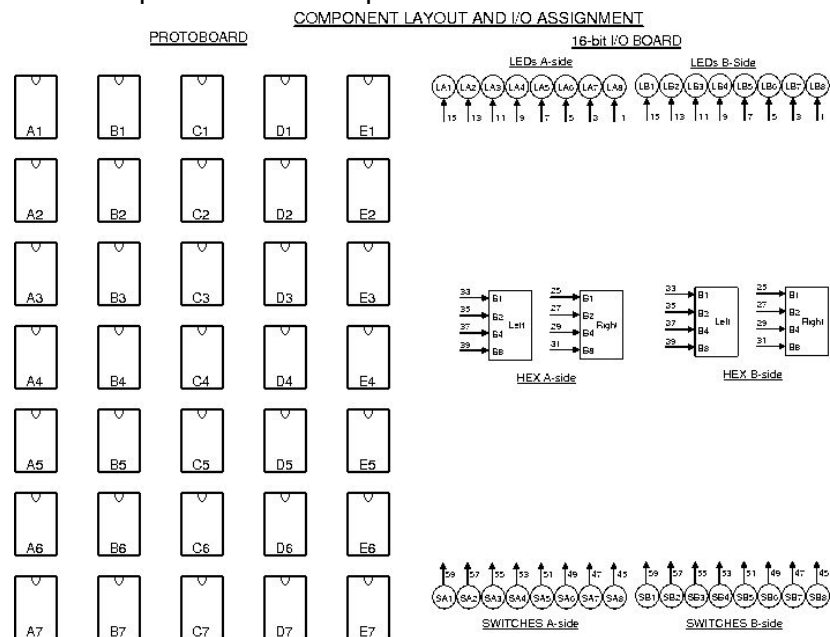 COMPONENT LAYOUT AND I/O ASSIGNMENT
PROTOBOARD
16-bit I/O BOARD
LEDs A-side LEDs B-Side
LA1 LA2 LA3 LA4 LA5 LA6 LA7 LA8 LB1 LB2 LB3 LB4 LB5 LB6 LB7 LB8
15 13 11 9 7 5 3 1 15 13 11 9 7 5 3 1
A1 B1 C1 D1 E1
A2 B2 C2 D2 E2
A3 B3 C3 D3 E3
33 B1 25 B1 33 B1 25 B1
35 B2 27 B2 35 B2 27 B2
Left Right Left Right
37 B4 29 B4 37 B4 29 B4
39 B8 31 B8 39 B8 31 B8
HEX A-side HEX B-side
A4 B4 C4 D4 E4
A5 B5 C5 D5 E5
A6 B6 C6 D6 E6
59 57 55 53 51 49 47 45 59 57 55 53 51 49 47 45
SA1 SA2 SA3 SA4 SA5 SA6 SA7 SA8 SB1 SB2 SB3 SB4 SB5 SB6 SB7 SB8
SWITCHES A-side SWITCHES B-side
A7 B7 C7 D7 E7